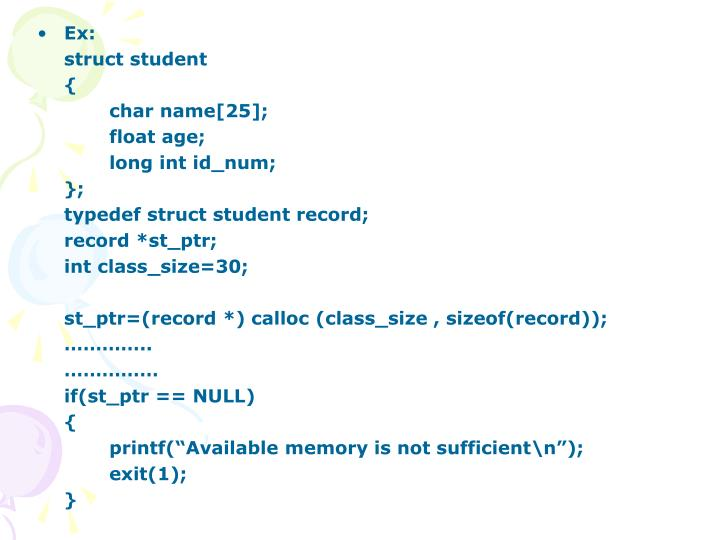 • Ex:
struct student
{
char name[25];
float age;
long int id_num;
};
typedef struct student record;
record *st_ptr;
int class_size=30;
st_ptr=(record *) calloc (class_size , sizeof(record));
…………..
……………
if(st_ptr == NULL)
{
printf(“Available memory is not sufficient\n”);
exit(1);
}